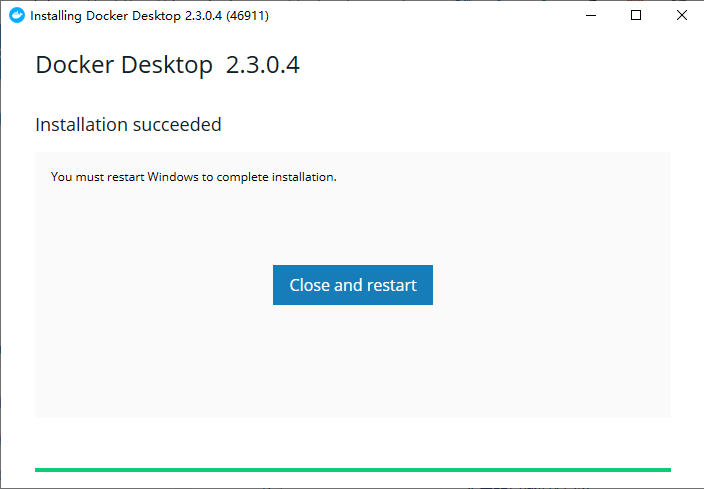 Installing Docker Desktop 2.3.0.4 (46911)
Docker Desktop 2.3.0.4
Installation succeeded
You must restart Windows to complete installation.
Close and restart